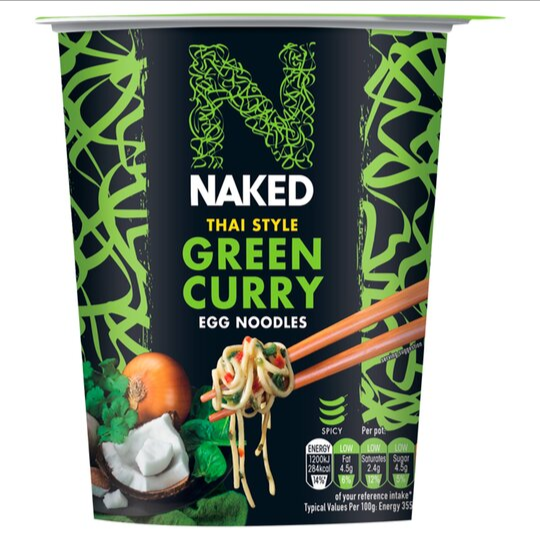 N
NAKED
THAI STYLE
GREEN
CURRY
EGG NOODLES
serving suggestion
SPICY
Per pot:
ENERGY LOW LOW LOW
1200kJ Fat Saturates Sugar
284kcal 4.5g 2.4g 4.5g
14% 6% 12% 5%
of your reference intake*
Typical Values Per 100g: Energy 355